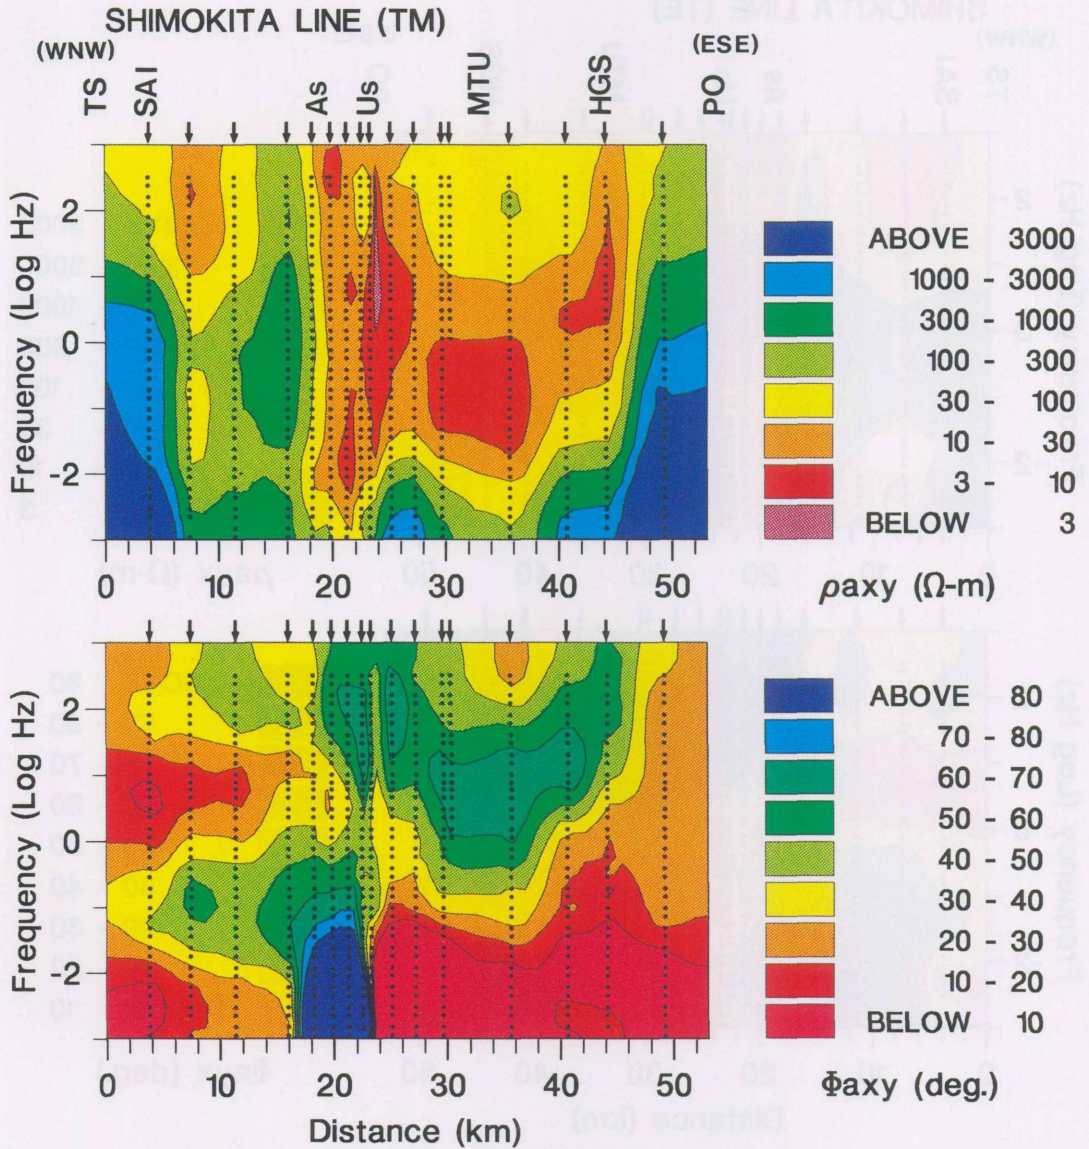 SHIMOKITA LINE (TM)
(WNW) (ESE)
TS SAI As Us MTU HGS PO
Frequency (Log Hz)
2
0
-2
0 10 20 30 40 50
ABOVE 3000
1000 - 3000
300 - 1000
100 - 300
30 - 100
10 - 30
3 - 10
BELOW 3
ρaxy (Ω-m)
Frequency (Log Hz)
2
0
-2
0 10 20 30 40 50
Distance (km)
ABOVE 80
70 - 80
60 - 70
50 - 60
40 - 50
30 - 40
20 - 30
10 - 20
BELOW 10
Φaxy (deg.)